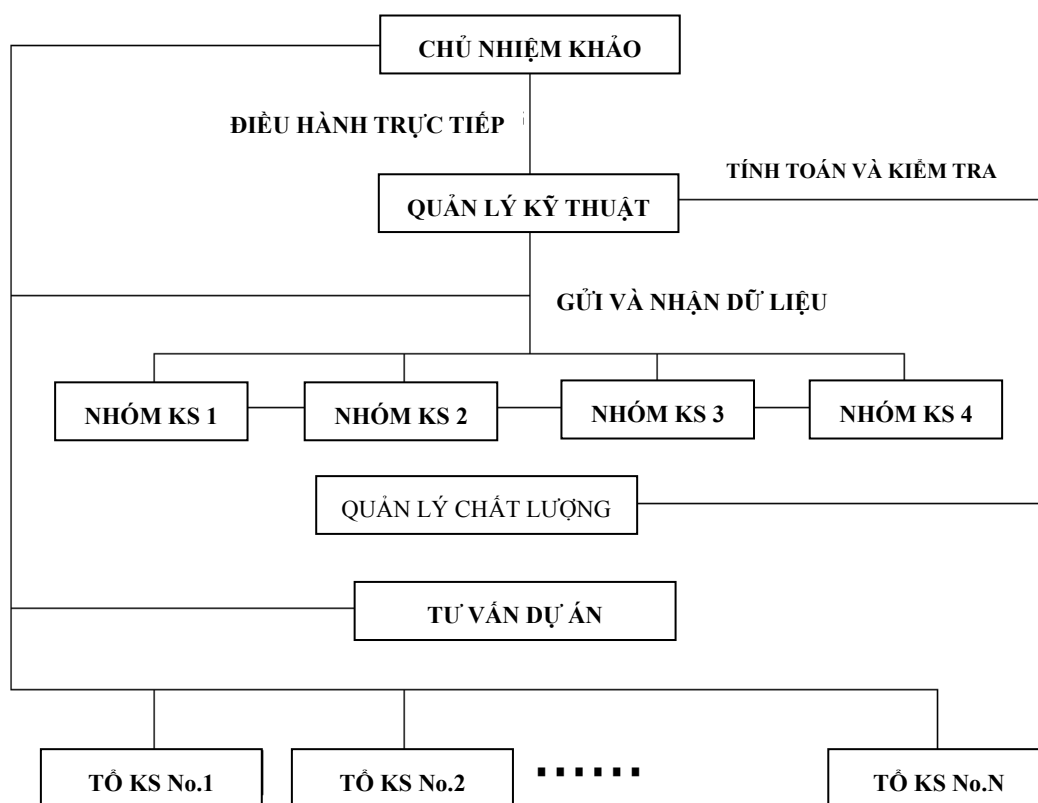 CHỦ NHIỆM KHẢO
ĐIỀU HÀNH TRỰC TIẾP
TÍNH TOÁN VÀ KIỂM TRA
QUẢN LÝ KỸ THUẬT
GỬI VÀ NHẬN DỮ LIỆU
NHÓM KS 1
NHÓM KS 2
NHÓM KS 3
NHÓM KS 4
QUẢN LÝ CHẤT LƯỢNG
TƯ VẤN DỰ ÁN
TỔ KS No.1
TỔ KS No.2
......
TỔ KS No.N